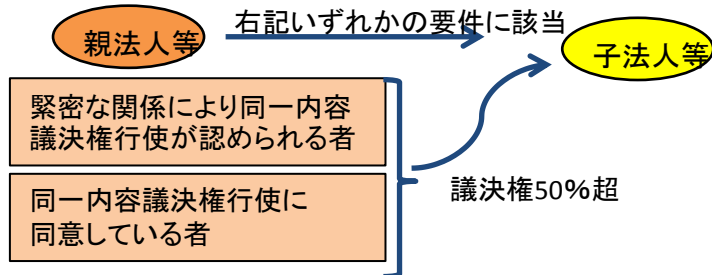 右記いずれかの要件に該当
親法人等
子法人等
緊密な関係により同一内容
議決権行使が認められる者
同一内容議決権行使に
同意している者
議決権50%超